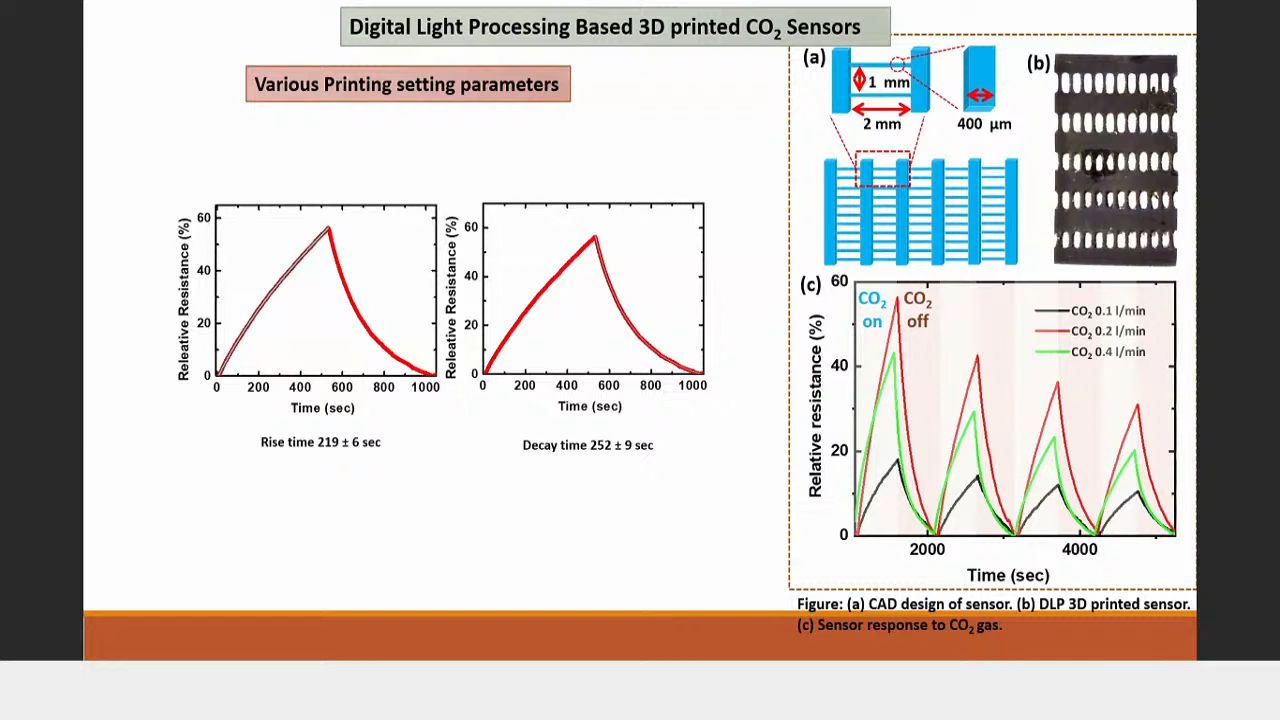 Digital Light Processing Based 3D printed CO₂ Sensors
Various Printing setting parameters
Releative Resistance (%)
60
40
20
0
0 200 400 600 800 1000
Time (sec)
Rise time 219 ± 6 sec
Releative Resistance (%)
60
40
20
0
0 200 400 600 800 1000
Time (sec)
Decay time 252 ± 9 sec
(a)
1 mm
2 mm
400 µm
(b)
(c)
Relative resistance (%)
60
40
20
0
CO₂ on
CO₂ off
CO₂ 0.1 l/min
CO₂ 0.2 l/min
CO₂ 0.4 l/min
2000 4000
Time (sec)
Figure: (a) CAD design of sensor. (b) DLP 3D printed sensor.
(c) Sensor response to CO₂ gas.